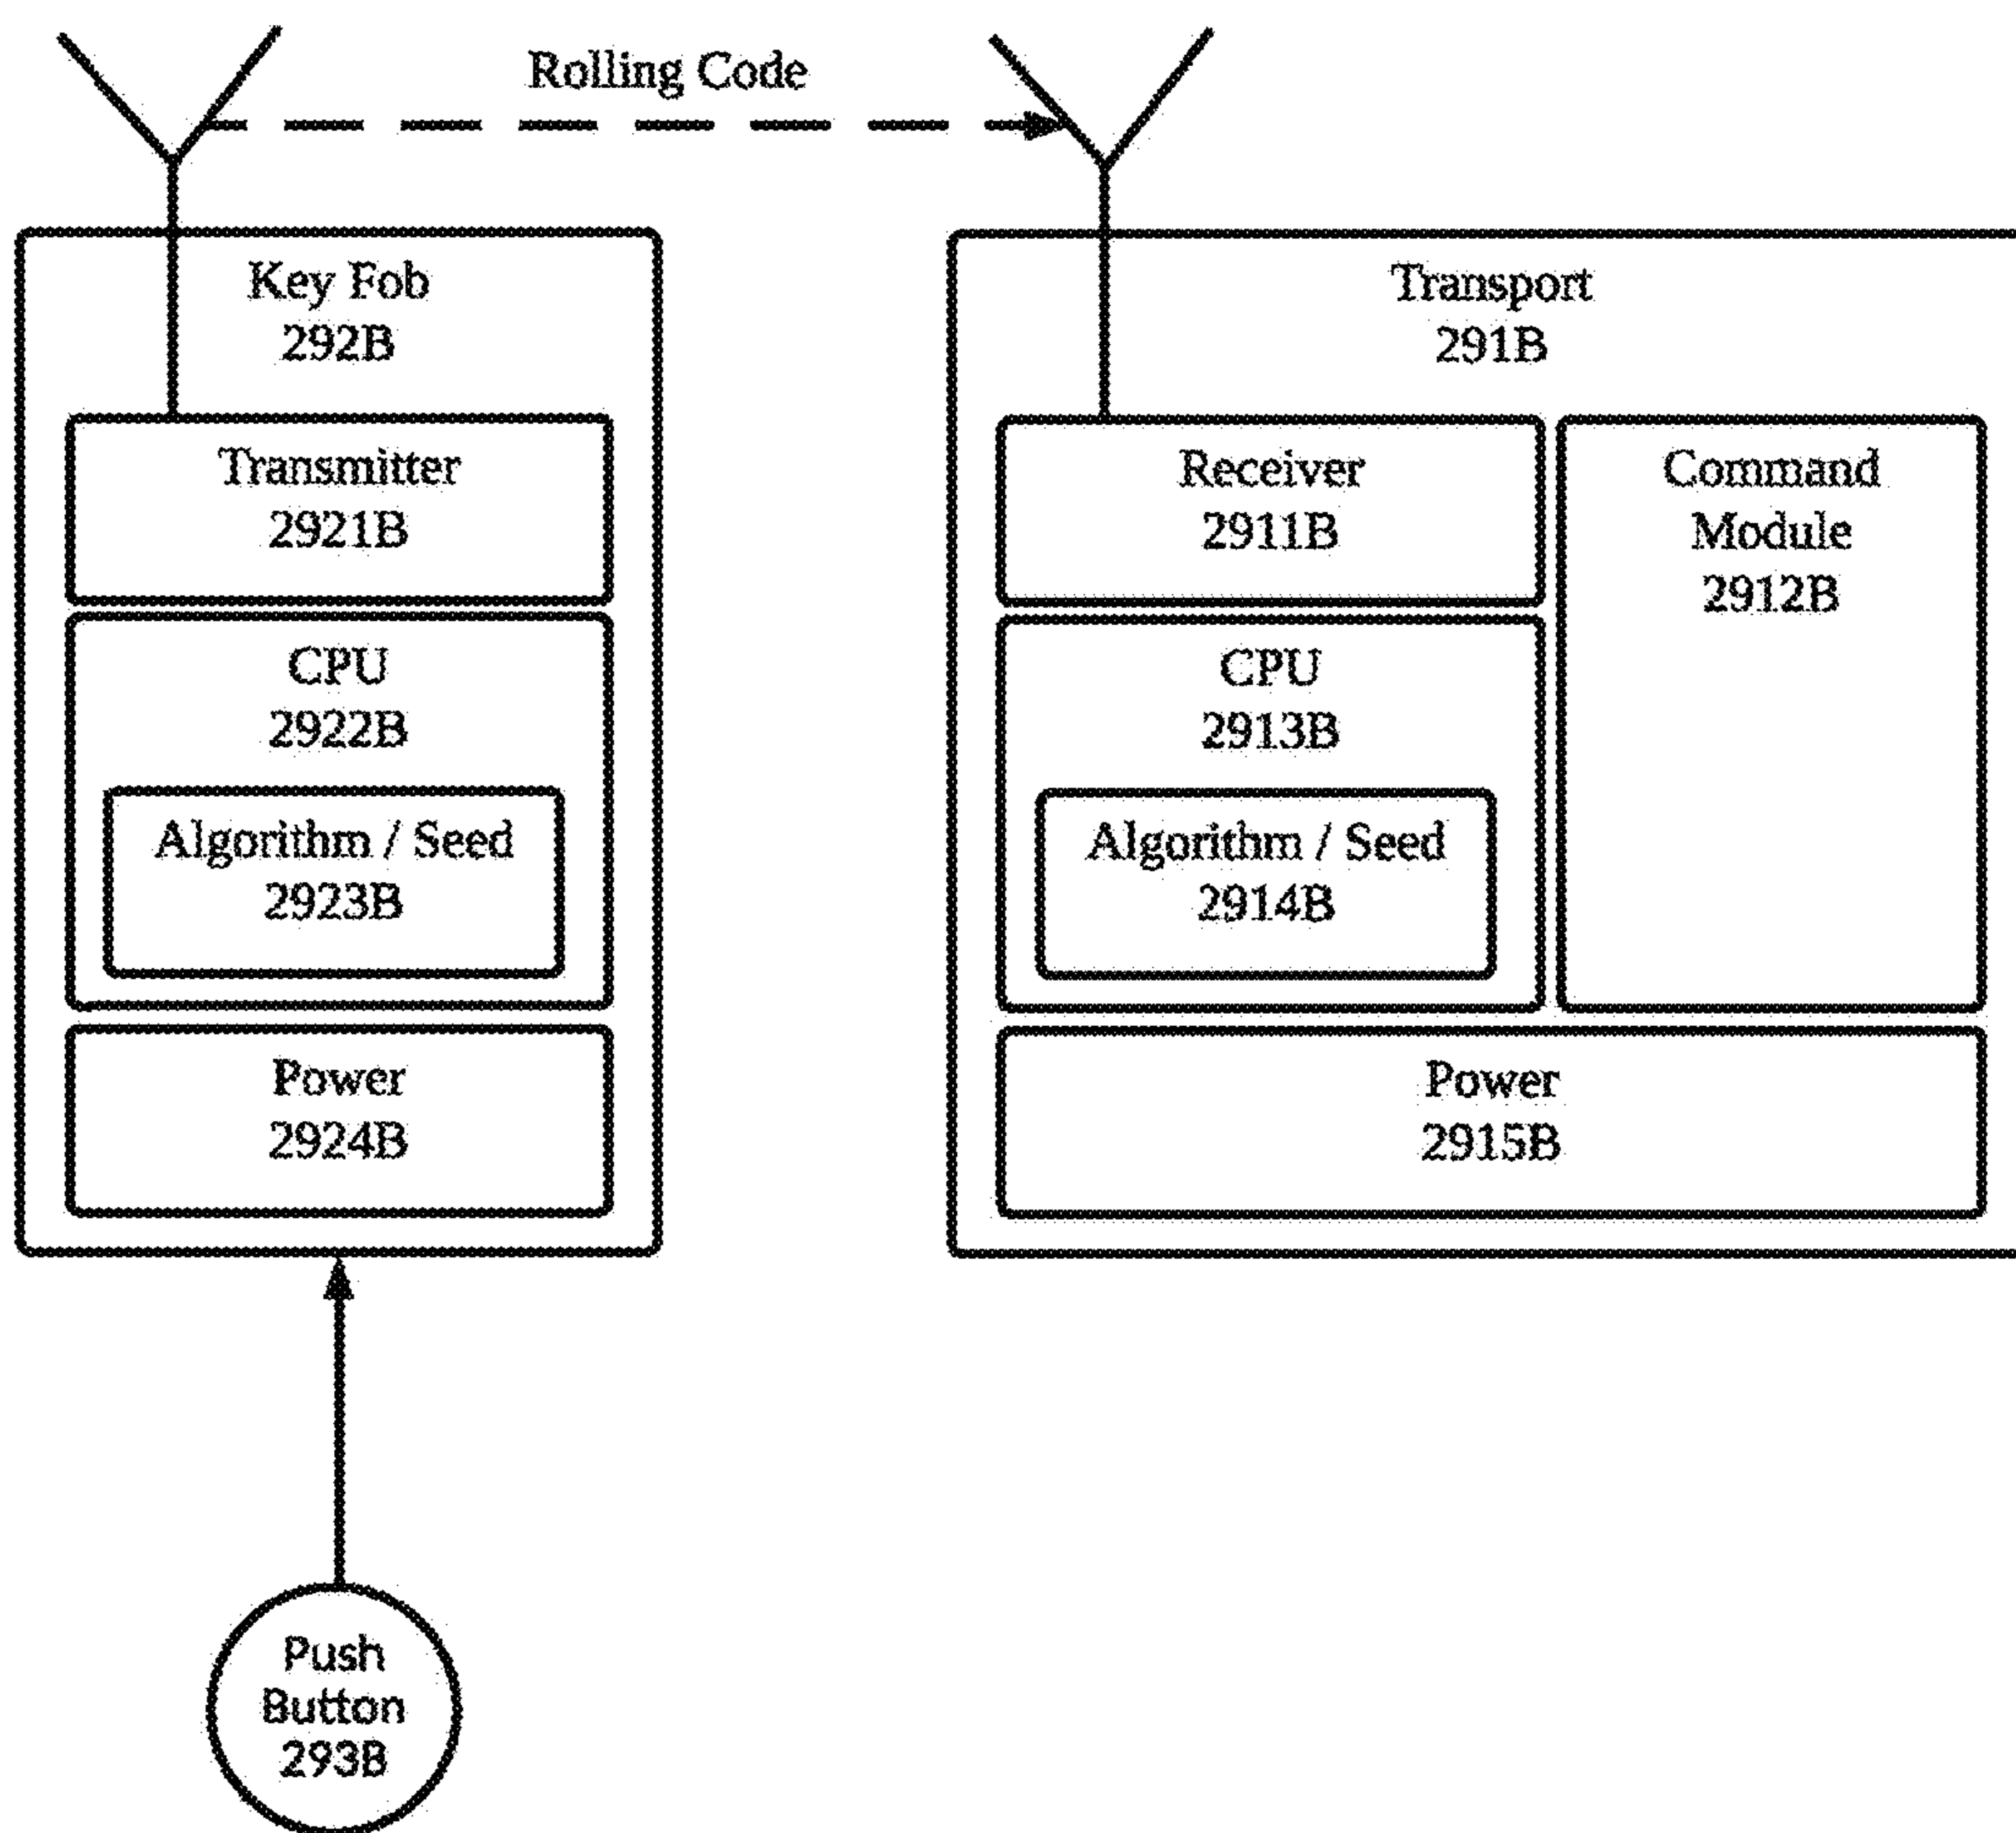 Rolling Code
Key Fob
292B
Transmitter
2921B
CPU
2922B
Algorithm / Seed
2923B
Power
2924B
Push
Button
293B
Transport
291B
Receiver
2911B
Command
Module
2912B
CPU
2913B
Algorithm / Seed
2914B
Power
2915B